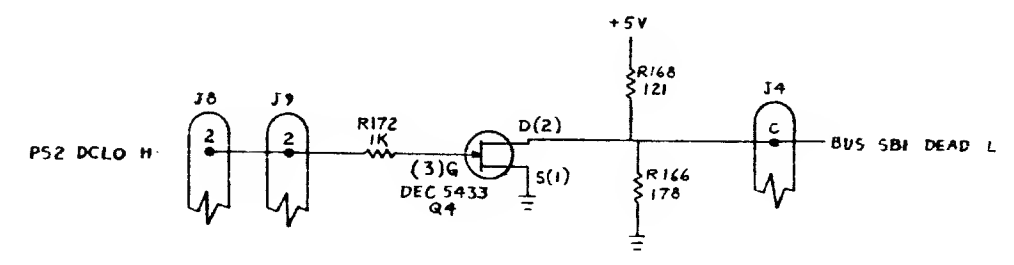 +5V
R168
121
J8
J9
J4
R172
1K
D(2)
C
2
2
PS2 DCLO H
BUS SBI DEAD L
(3)G
S(1)
R166
178
DEC 5433
Q4